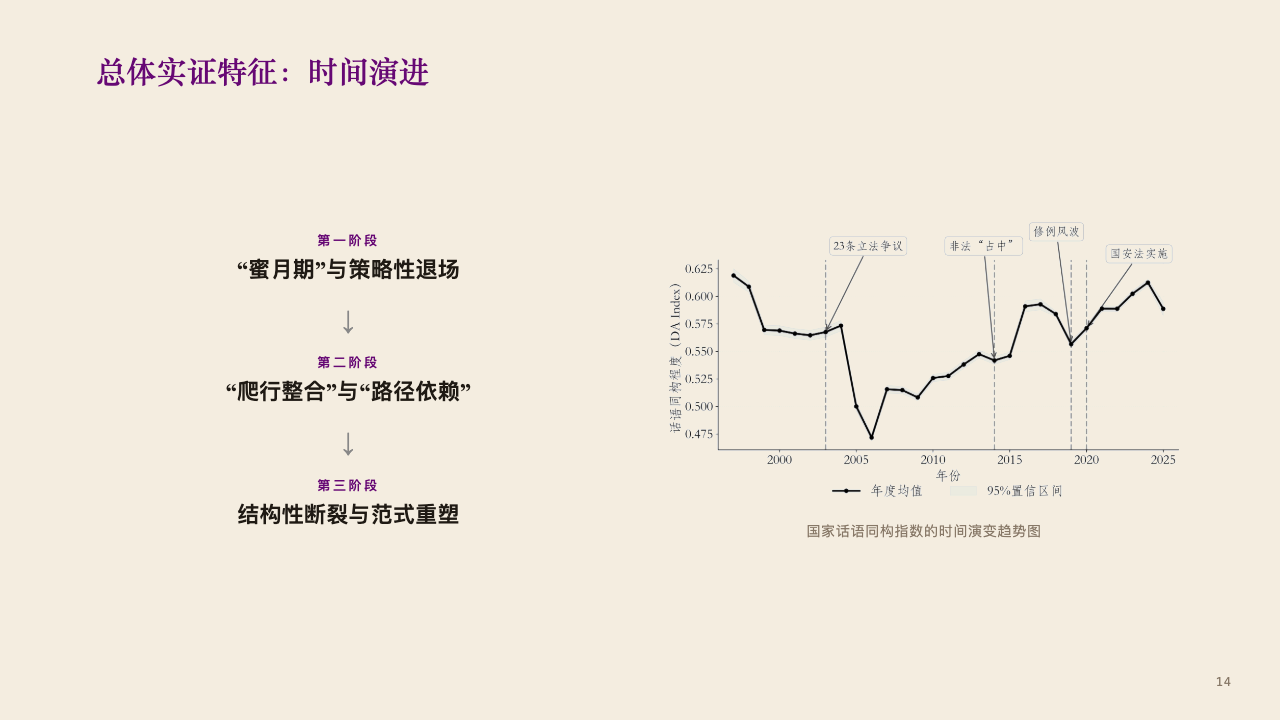 总体实证特征：时间演进
第一阶段
“蜜月期”与策略性退场
↓
第二阶段
“爬行整合”与“路径依赖”
↓
第三阶段
结构性断裂与范式重塑
23条立法争议
非法“占中”
修例风波
国安法实施
话语同构程度（DA Index）
0.625
0.600
0.575
0.550
0.525
0.500
0.475
2000 2005 2010 2015 2020 2025
年份
年度均值 95%置信区间
国家话语同构指数的时间演变趋势图
14